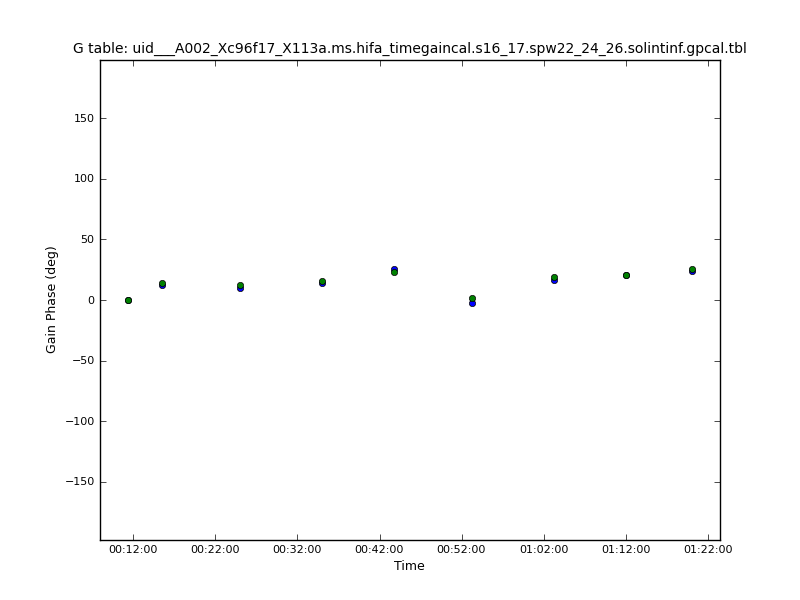 G table: uid___A002_Xc96f17_X113a.ms.hifa_timegaincal.s16_17.spw22_24_26.solintinf.gpcal.tbl
Gain Phase (deg)
150
100
50
0
−50
−100
−150
00:12:00 00:22:00 00:32:00 00:42:00 00:52:00 01:02:00 01:12:00 01:22:00
Time